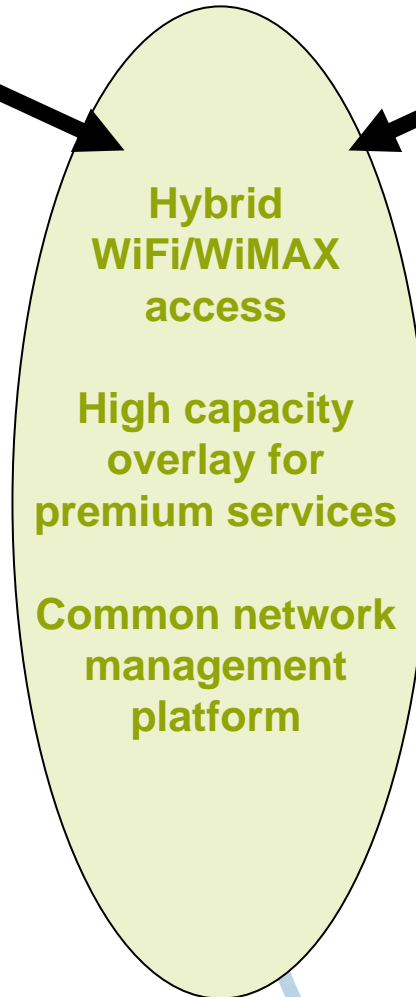 Hybrid
WiFi/WiMAX
access
High capacity
overlay for
premium services
Common network
management
platform